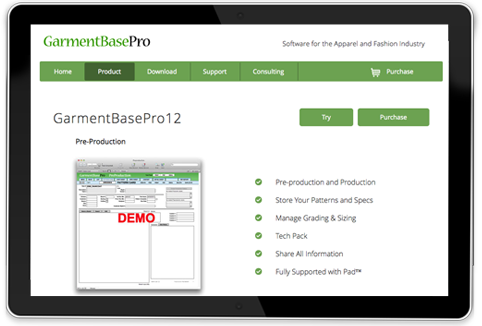 GarmentBasePro
Software for the Apparel and Fashion Industry
Home Product Download Support Consulting Purchase
GarmentBasePro12
Try Purchase
Pre-Production
DEMO
Pre-production and Production
Store Your Patterns and Specs
Manage Grading & Sizing
Tech Pack
Share All Information
Fully Supported with Pad™